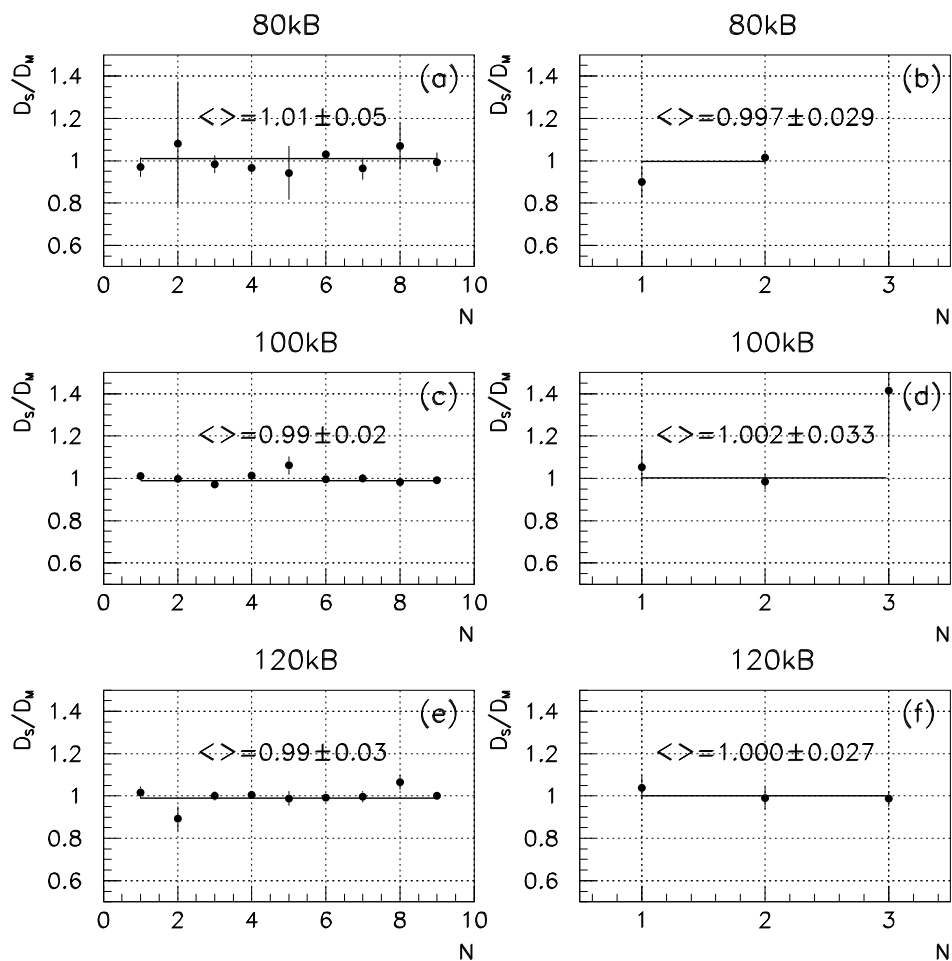 80kB
80kB
D_S/D_M
1.4
1.2
1
0.8
0.6
(a)
<>=1.01±0.05
0 2 4 6 8 10
N
D_S/D_M
1.4
1.2
1
0.8
0.6
(b)
<>=0.997±0.029
1 2 3
N
100kB
100kB
D_S/D_M
1.4
1.2
1
0.8
0.6
(c)
<>=0.99±0.02
0 2 4 6 8 10
N
D_S/D_M
1.4
1.2
1
0.8
0.6
(d)
<>=1.002±0.033
1 2 3
N
120kB
120kB
D_S/D_M
1.4
1.2
1
0.8
0.6
(e)
<>=0.99±0.03
0 2 4 6 8 10
N
D_S/D_M
1.4
1.2
1
0.8
0.6
(f)
<>=1.000±0.027
1 2 3
N